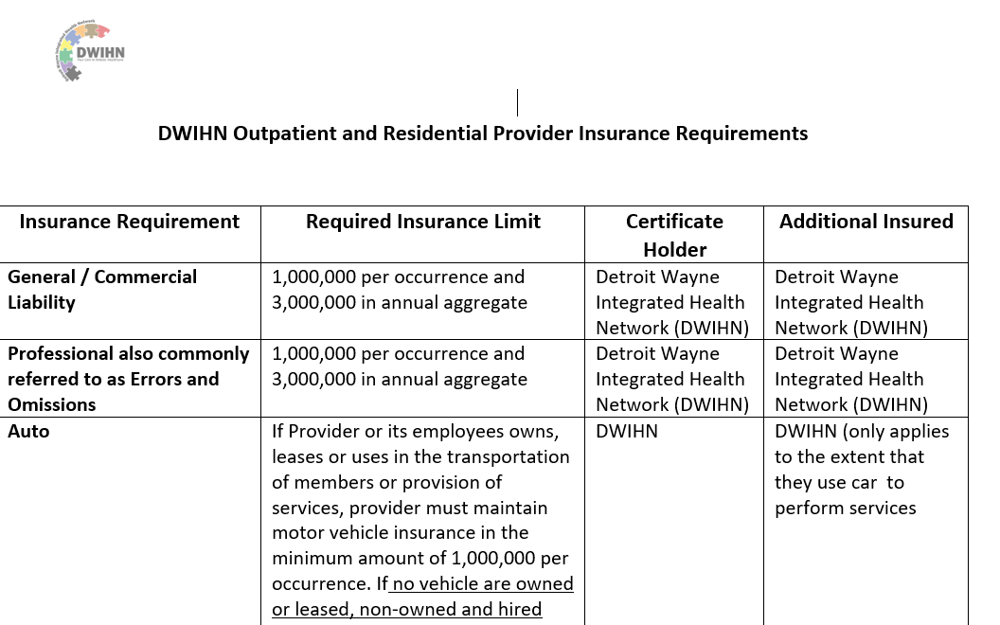 DWIHN
DWIHN Outpatient and Residential Provider Insurance Requirements
Insurance Requirement
Required Insurance Limit
Certificate
Holder
Additional Insured
General / Commercial
Liability
1,000,000 per occurrence and
3,000,000 in annual aggregate
Detroit Wayne
Integrated Health
Network (DWIHN)
Detroit Wayne
Integrated Health
Network (DWIHN)
Professional also commonly
referred to as Errors and
Omissions
1,000,000 per occurrence and
3,000,000 in annual aggregate
Detroit Wayne
Integrated Health
Network (DWIHN)
Detroit Wayne
Integrated Health
Network (DWIHN)
Auto
If Provider or its employees owns,
leases or uses in the transportation
of members or provision of
services, provider must maintain
motor vehicle insurance in the
minimum amount of 1,000,000 per
occurrence. If no vehicle are owned
or leased, non-owned and hired
DWIHN
DWIHN (only applies
to the extent that
they use car  to
perform services